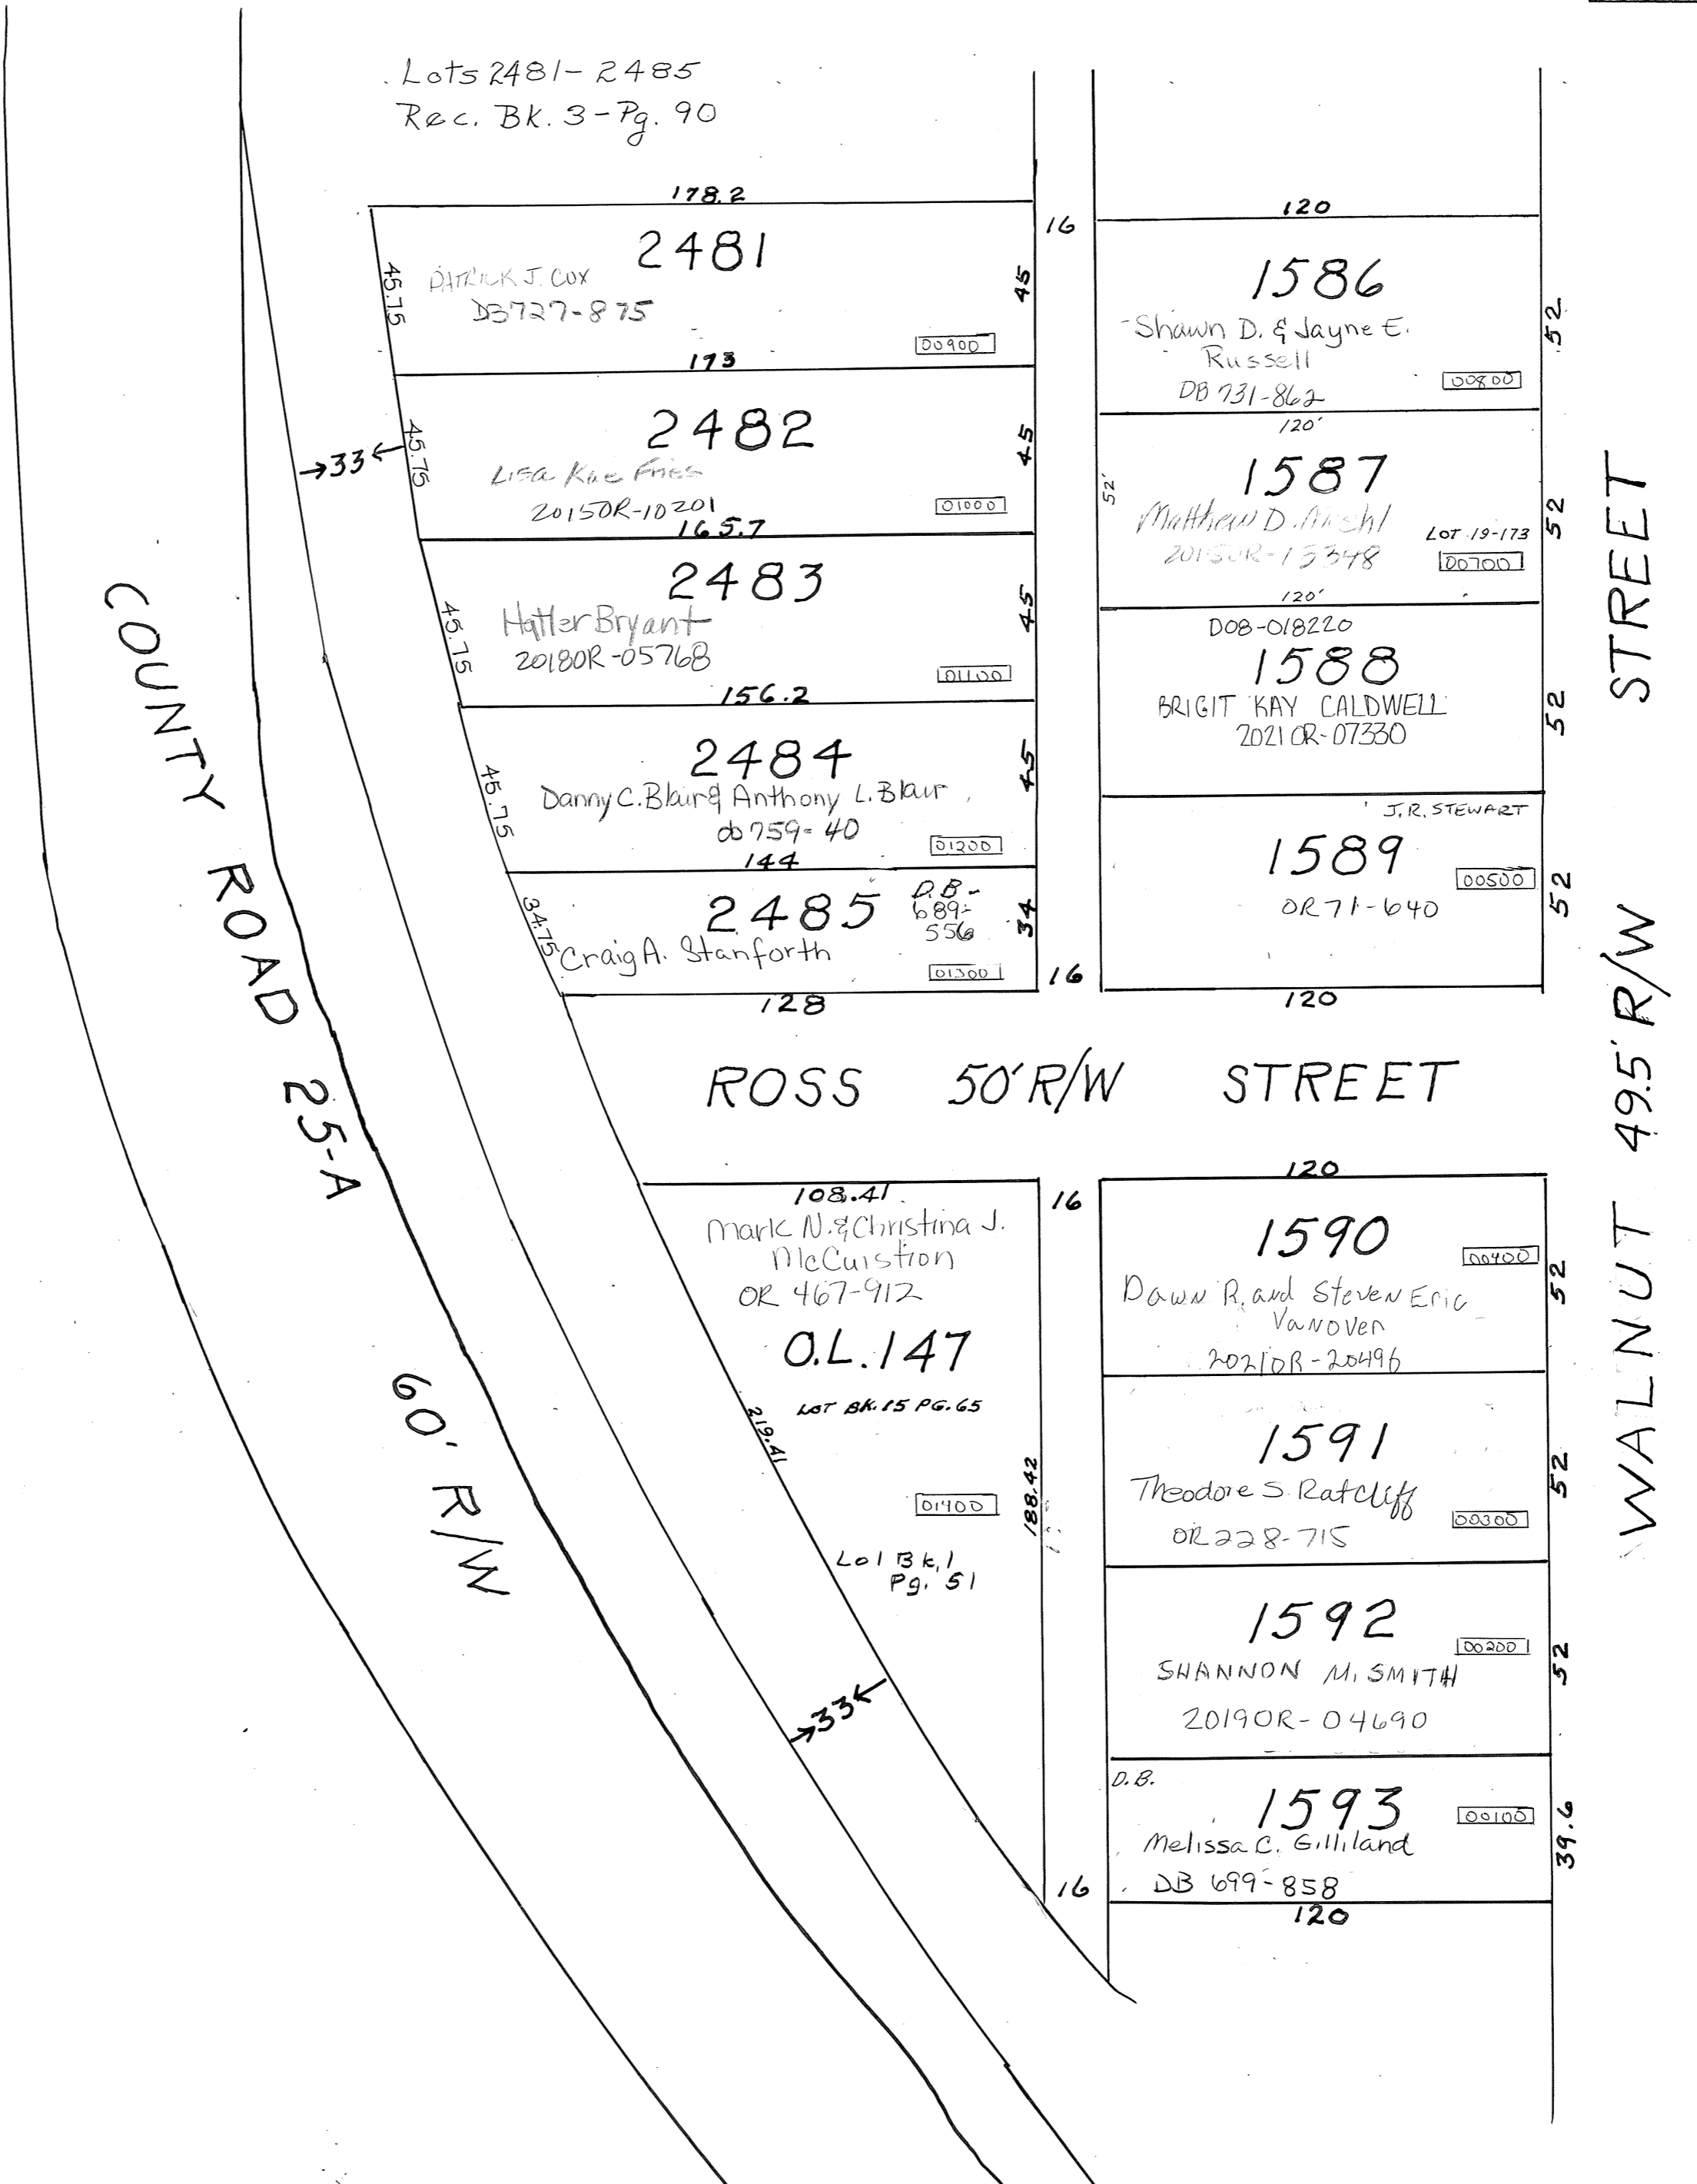 Lots 2481-2485
Rec. Bk. 3-Pg. 90
178.2
2481
PATRICK J. COX
DB727-875
00900
45.75
45
16
173
2482
Lisa Kae Fries
2015OR-10201
01000
45.75
45
→33←
165.7
2483
Hatler Bryant
2018OR-05768
01100
45.75
45
156.2
2484
Danny C. Blair & Anthony L. Blair
db 759-40
01200
45.75
45
144
2485
D.B-
689-
556
Craig A. Stanforth
01300
34.75
34
16
128
120
1586
Shawn D. & Jayne E.
Russell
DB 731-862
00800
52
120'
1587
52'
Matthew D.
LOT 19-173
2015OR-15348
00700
52
120'
D08-018220
1588
BRIGIT KAY CALDWELL
2021OR-07330
52
J.R. STEWART
1589
00500
OR 71-640
52
120
ROSS 50' R/W STREET
108.41
Mark N. & Christina J.
McCuistion
OR 467-912
O.L. 147
LOT BK. 15 PG. 65
219.41
188.42
01400
Lot Bk. 1
Pg. 51
→33←
16
16
120
1590
00400
Dawn R. and Steven Eric
Vanover
2021OR-20496
52
1591
Theodore S. Ratcliff
00300
OR 228-715
52
1592
00200
SHANNON M. SMITH
2019OR-04690
52
D.B.
1593
00100
Melissa C. Gilliland
DB 699-858
39.6
120
COUNTY ROAD 25-A 60' R/W
WALNUT 49.5' R/W STREET